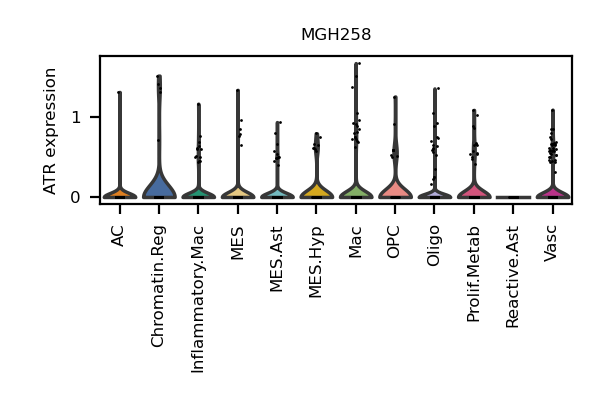 MGH258
ATR expression
1
0
AC
Chromatin.Reg
Inflammatory.Mac
MES
MES.Ast
MES.Hyp
Mac
OPC
Oligo
Prolif.Metab
Reactive.Ast
Vasc